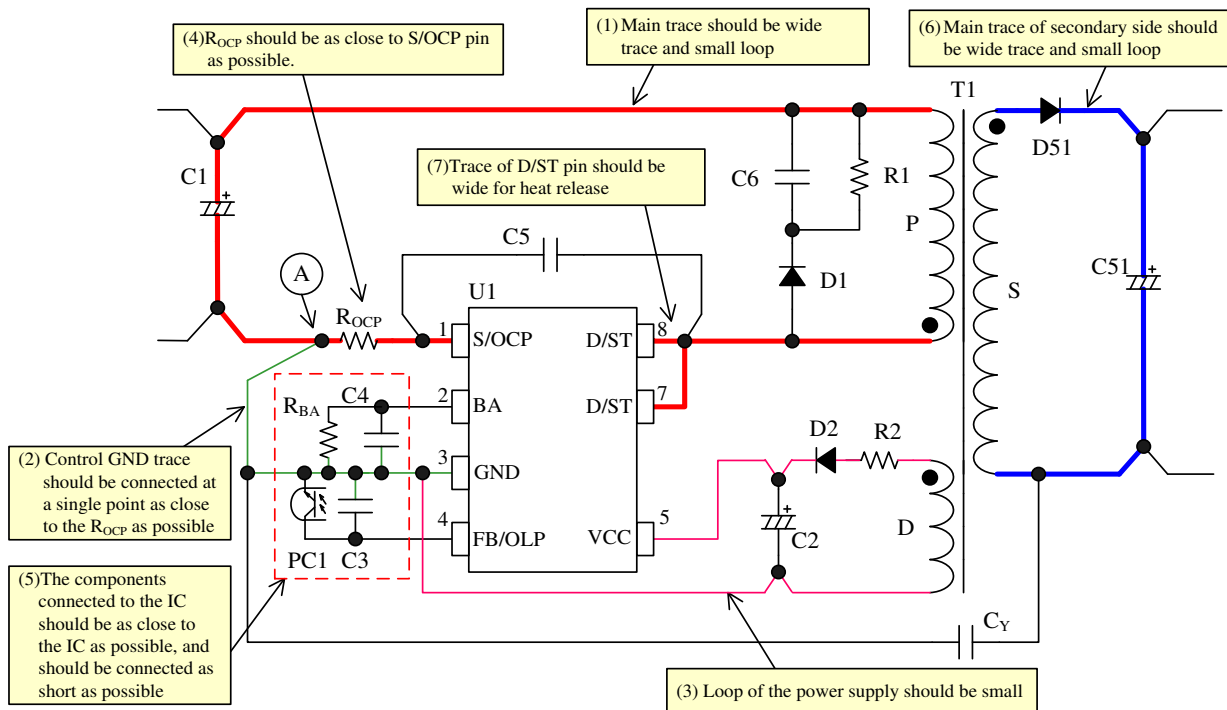 (4) ROCP should be as close to S/OCP pin
as possible.
(1) Main trace should be wide
trace and small loop
(6) Main trace of secondary side should
be wide trace and small loop
T1
D51
(7)Trace of D/ST pin should be
wide for heat release
C1
+
C6
R1
P
C5
D1
S
C51
+
A
ROCP
U1
1
S/OCP
D/ST
8
2
BA
D/ST
7
3
GND
4
FB/OLP
VCC
5
RBA
C4
PC1
C3
D2
R2
+
C2
D
(2) Control GND trace
should be connected at
a single point as close
to the ROCP as possible
(5)The components
connected to the IC
should be as close to
the IC as possible, and
should be connected as
short as possible
CY
(3) Loop of the power supply should be small